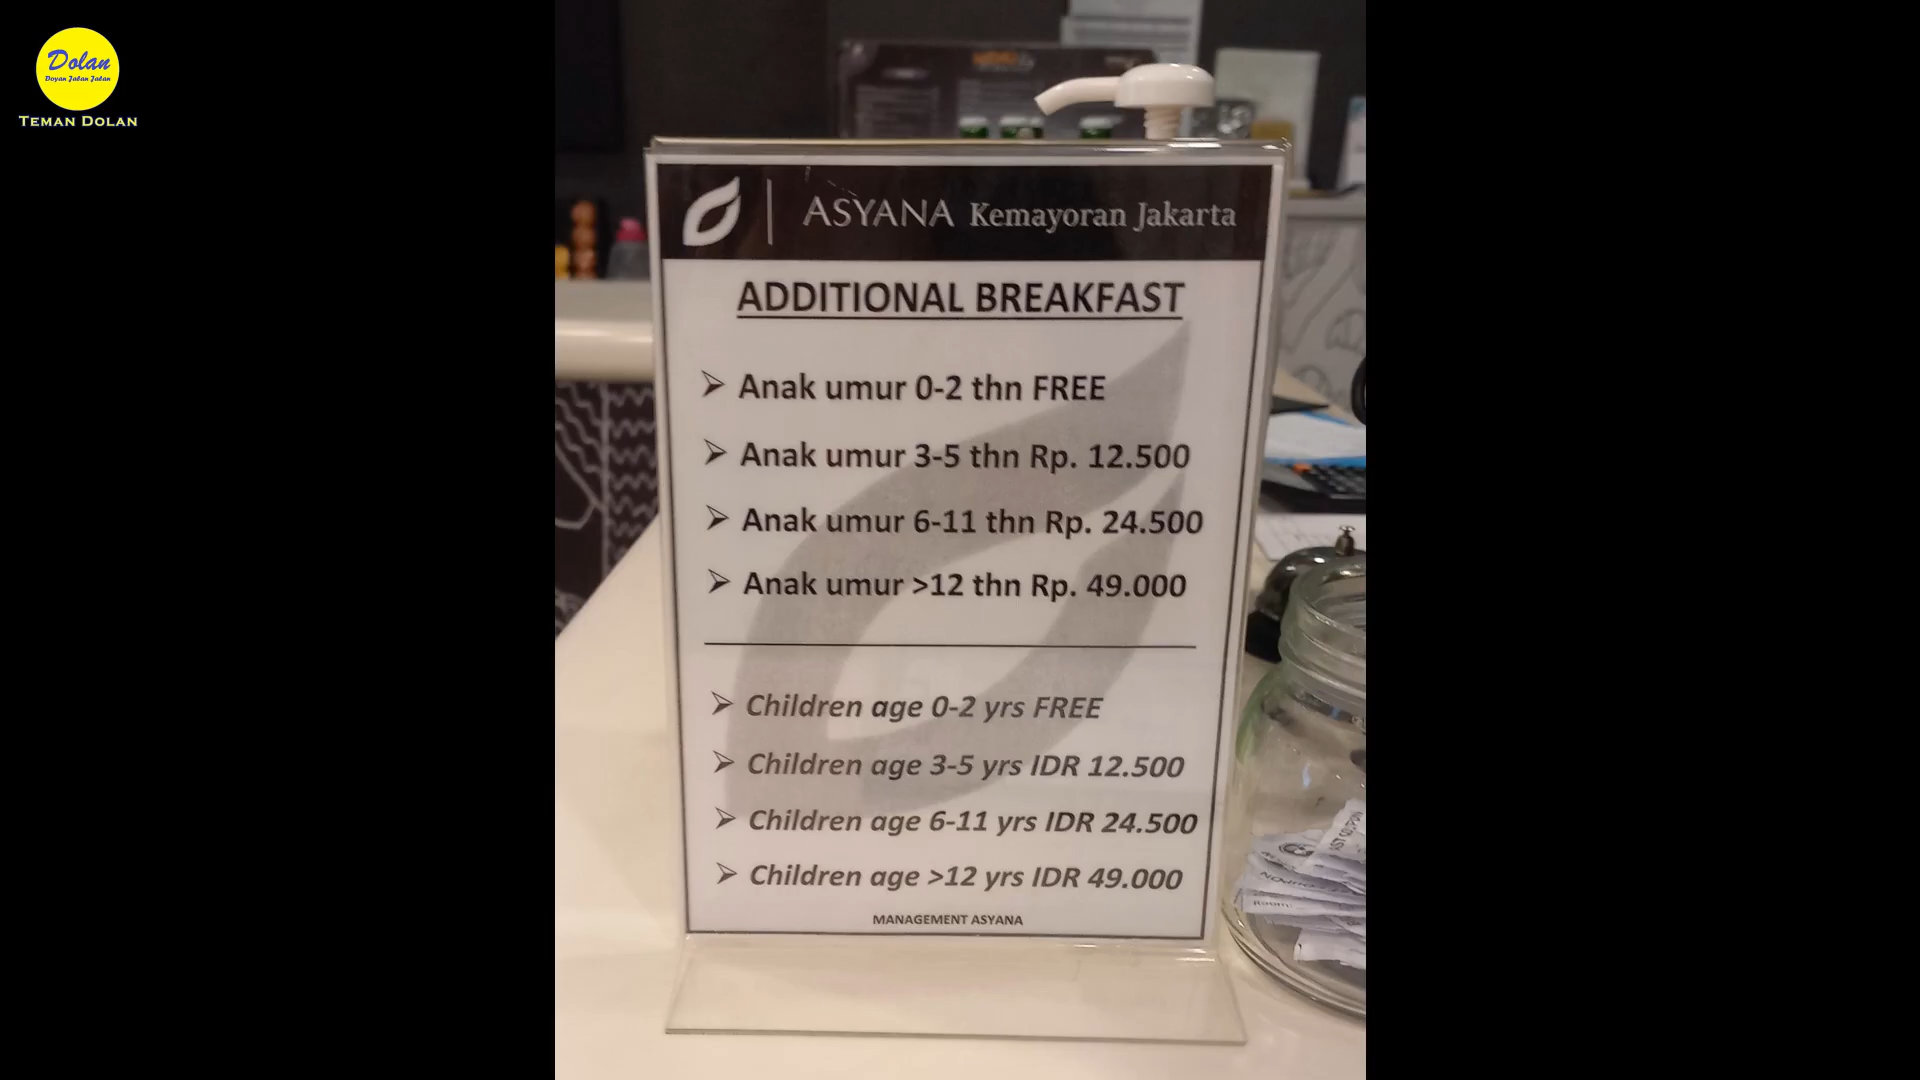 Dolan
Doyan Jalan Jalan
TEMAN DOLAN
ASYANA Kemayoran Jakarta
ADDITIONAL BREAKFAST
➢ Anak umur 0-2 thn FREE
➢ Anak umur 3-5 thn Rp. 12.500
➢ Anak umur 6-11 thn Rp. 24.500
➢ Anak umur >12 thn Rp. 49.000
➢ Children age 0-2 yrs FREE
➢ Children age 3-5 yrs IDR 12.500
➢ Children age 6-11 yrs IDR 24.500
➢ Children age >12 yrs IDR 49.000
MANAGEMENT ASYANA